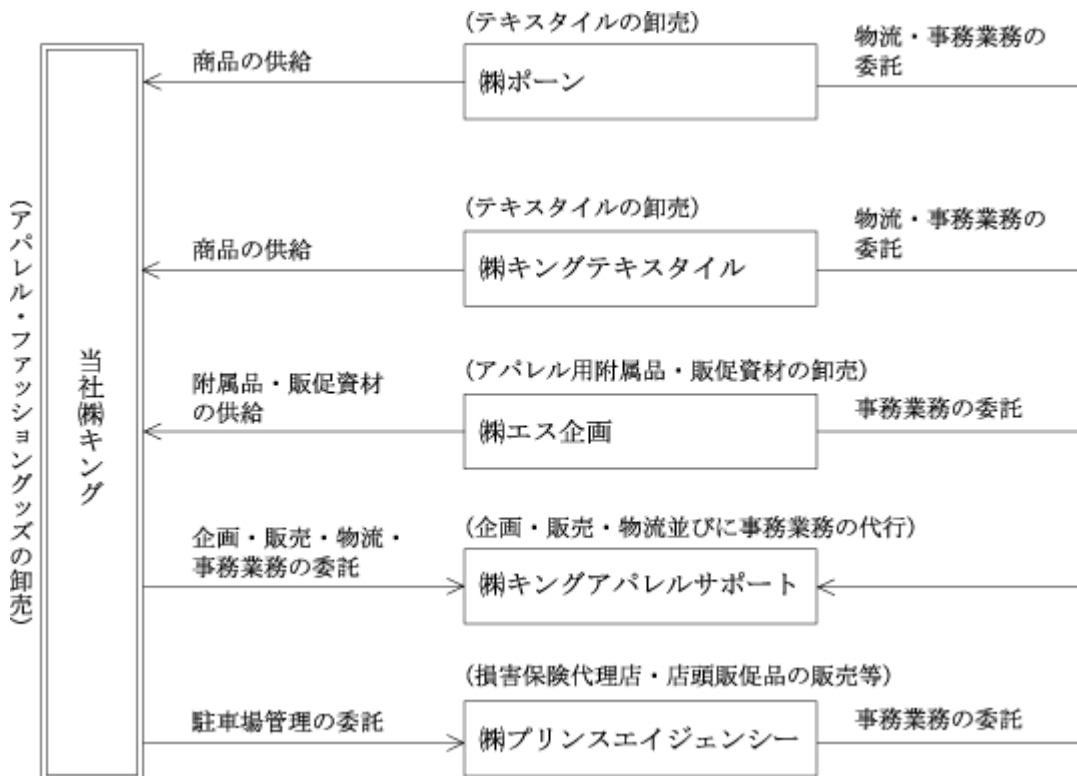 (テキスタイルの卸売)
商品の供給
㈱ポーン
物流・事務業務の
委託
(テキスタイルの卸売)
商品の供給
㈱キングテキスタイル
物流・事務業務の
委託
(アパレル・ファッショングッズの卸売)
当社㈱キング
(アパレル用附属品・販促資材の卸売)
附属品・販促資材
の供給
㈱エス企画
事務業務の委託
(企画・販売・物流並びに事務業務の代行)
企画・販売・物流・
事務業務の委託
㈱キングアパレルサポート
(損害保険代理店・店頭販促品の販売等)
駐車場管理の委託
㈱プリンスエイジェンシー
事務業務の委託